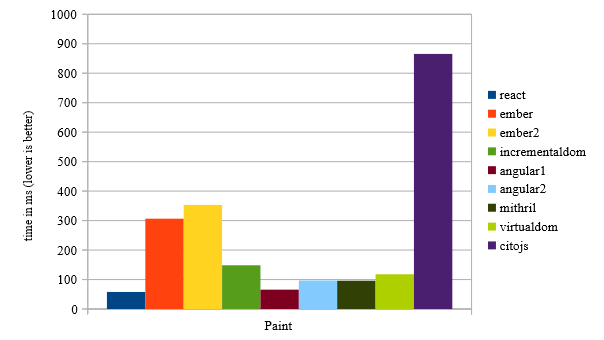 1000
900
800
700
600
500
400
300
200
100
0
time in ms (lower is better)
Paint
react
ember
ember2
incrementaldom
angular1
angular2
mithril
virtualdom
citojs